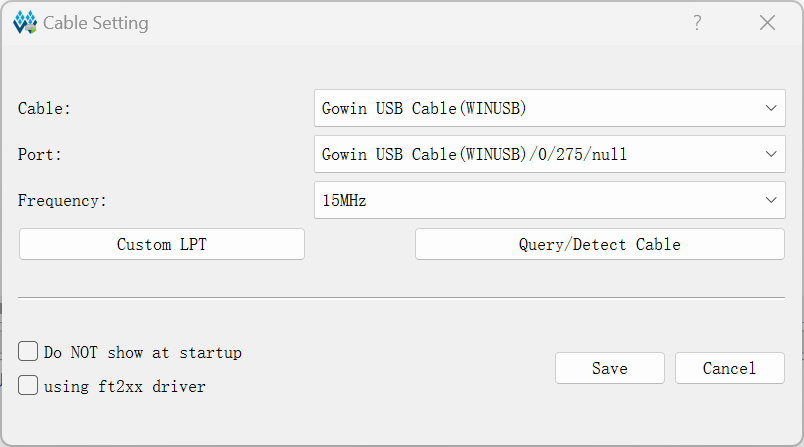 Cable Setting
Cable: Gowin USB Cable(WINUSB)
Port: Gowin USB Cable(WINUSB)/0/275/null
Frequency: 15MHz
Custom LPT Query/Detect Cable
Do NOT show at startup
using ft2xx driver
Save Cancel